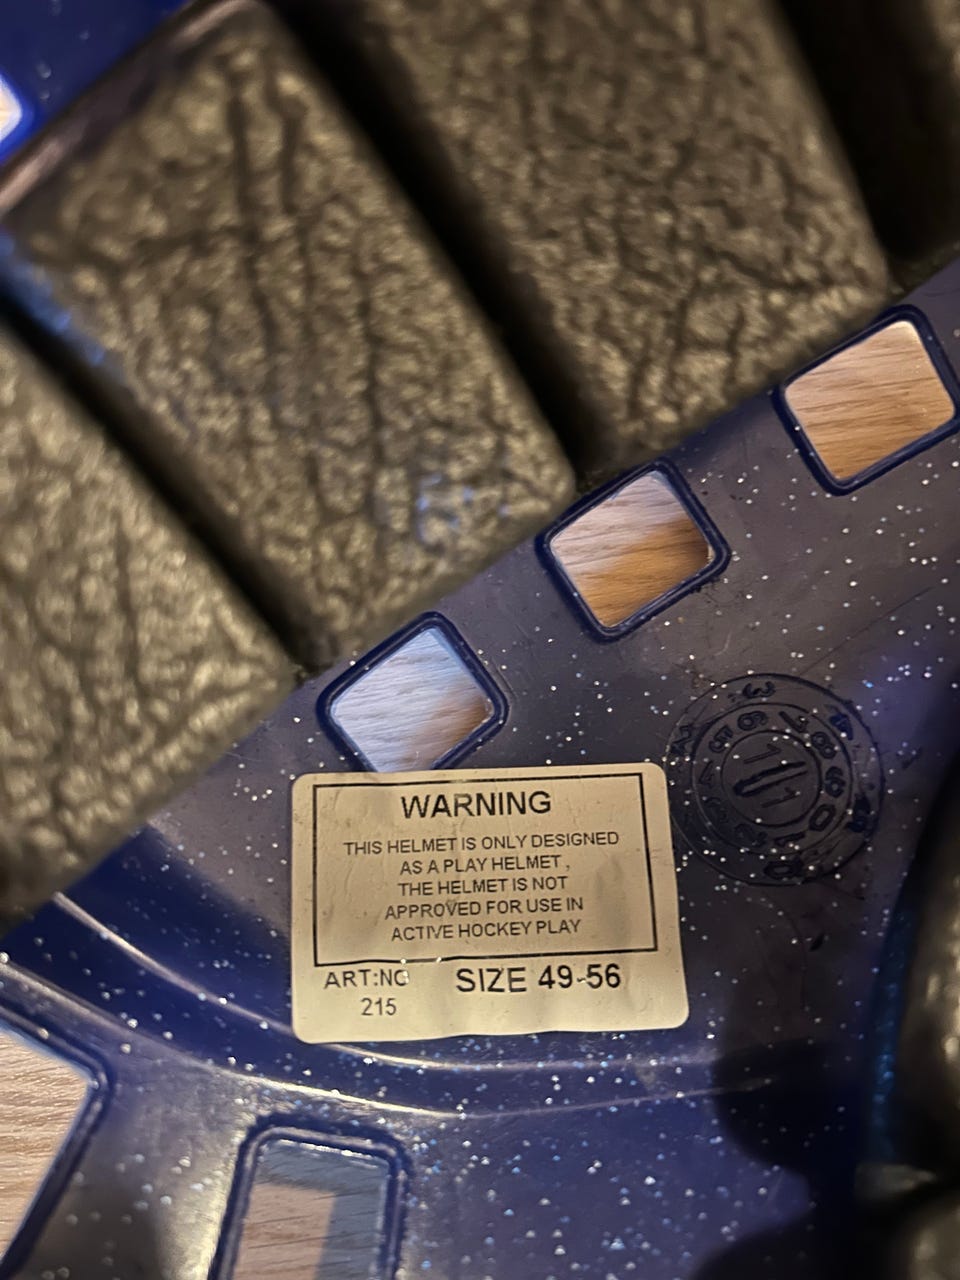 WARNING
THIS HELMET IS ONLY DESIGNED
AS A PLAY HELMET,
THE HELMET IS NOT
APPROVED FOR USE IN
ACTIVE HOCKEY PLAY
ART:NO SIZE 49-56
215